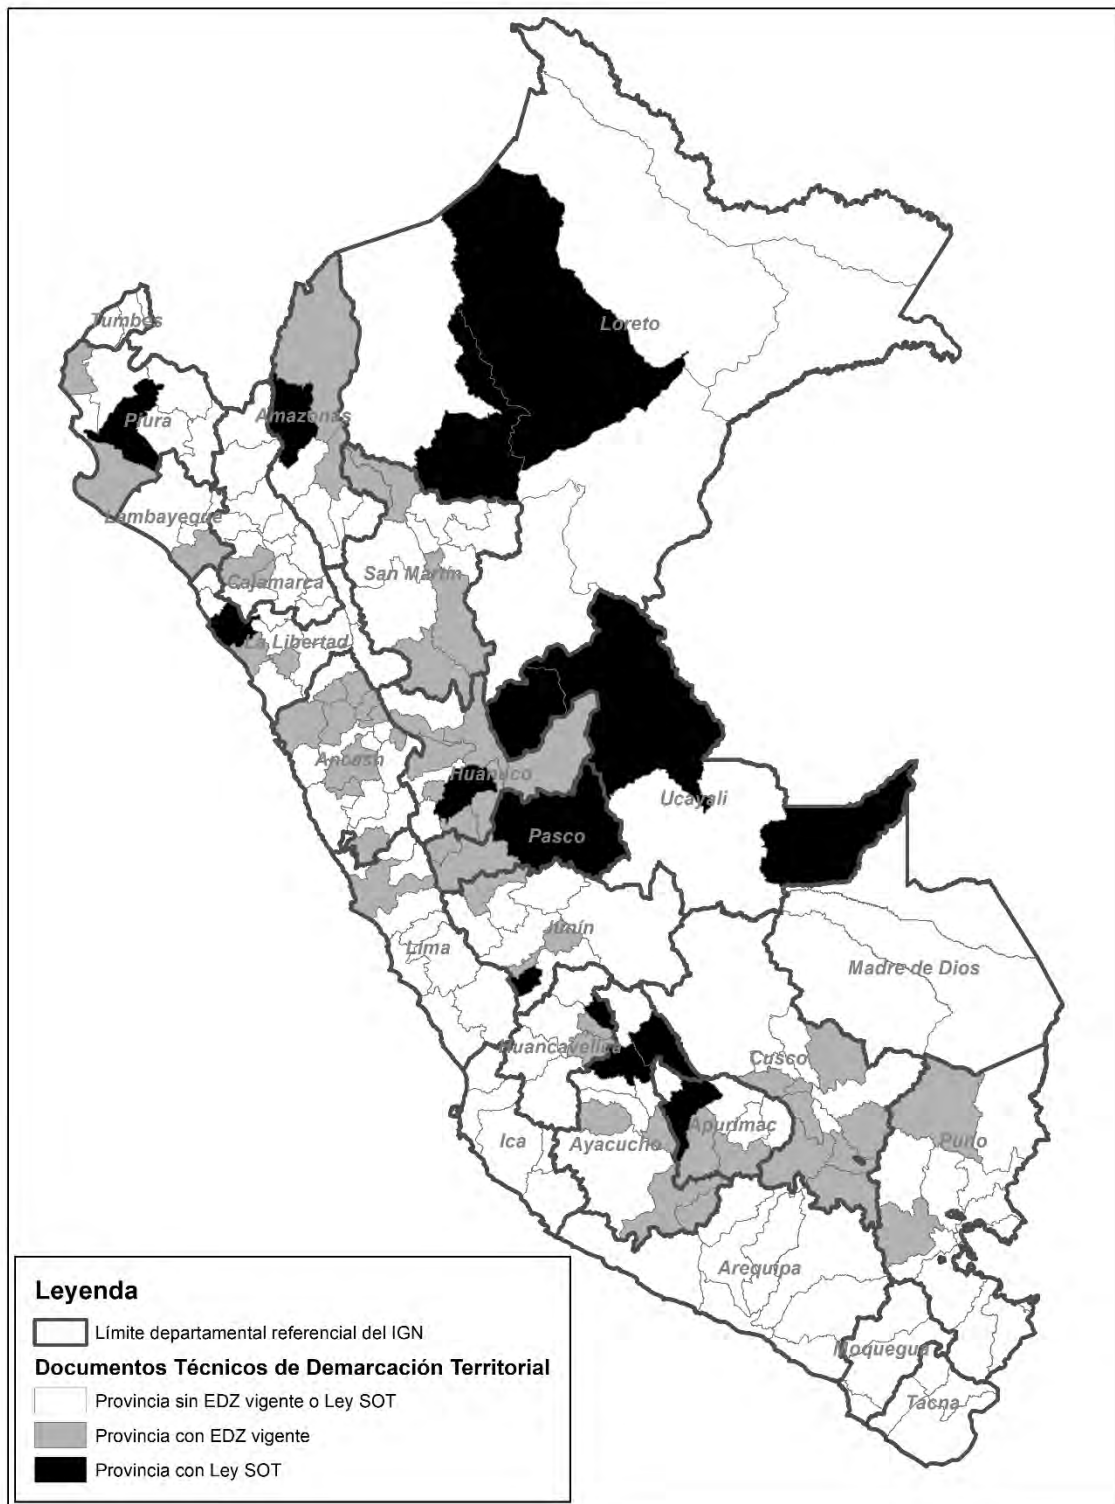 Loreto
Tumbes
Piura
Amazonas
Lambayeque
Cajamarca
San Martín
La Libertad
Ancash
Huánuco
Ucayali
Pasco
Junín
Lima
Madre de Dios
Huancavelica
Cusco
Ica
Ayacucho
Apurímac
Puno
Arequipa
Moquegua
Tacna
Leyenda
Límite departamental referencial del IGN
Documentos Técnicos de Demarcación Territorial
Provincia sin EDZ vigente o Ley SOT
Provincia con EDZ vigente
Provincia con Ley SOT